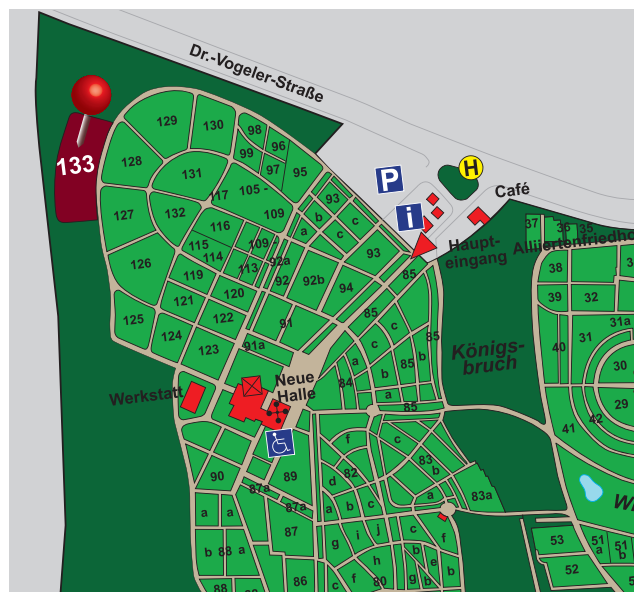 Dr.-Vogeler-Straße
133
129
130
98
96
99
97
95
128
131
117
105 -
109
93
b
c
c
a
127
132
116
115
114
109 -
113
92a
126
119
92
92b
94
93
85
121
120
125
124
122
91
123
91a
P
i
H
Café
Haupt-
eingang
37
36
35
Alliiertenfriedho
38
39
32
31a
40
31
30
29
42
41
Königs-
bruch
85
85
c
c
a
85
b
b
84
a
85
Neue
Halle
Werkstatt
f
c
83
b
82
d
a
83a
90
89
87a
87a
a
b
c
a
a
87
g
i
j
c
f
b
88
a
h
b
e
86
c
f
80
g
b
b
88
Wi
53
51
a
51
b
52
5